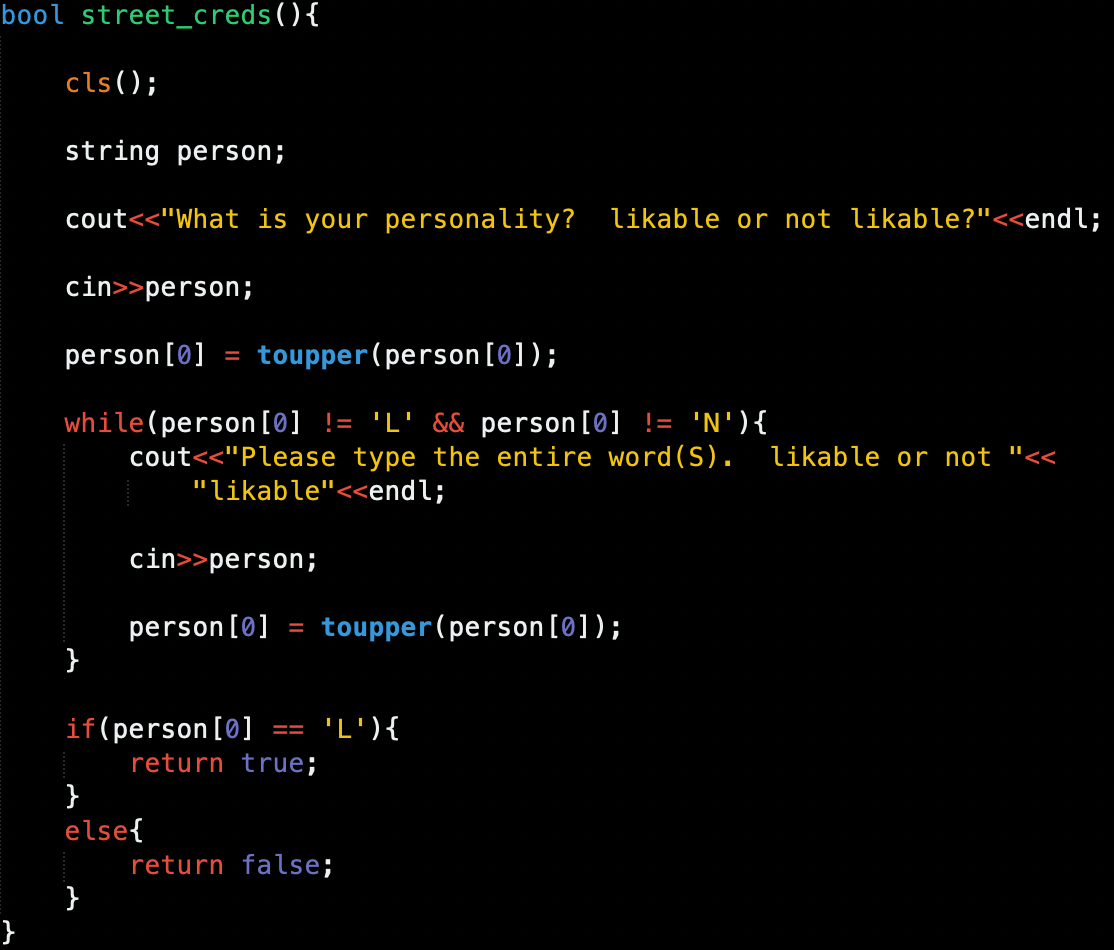 bool street_creds(){
cls();
string person;
cout<<"What is your personality?  likable or not likable?"<<endl;
cin>>person;
person[0] = toupper(person[0]);
while(person[0] != 'L' && person[0] != 'N'){
cout<<"Please type the entire word(S).  likable or not "<<
"likable"<<endl;
cin>>person;
person[0] = toupper(person[0]);
}
if(person[0] == 'L'){
return true;
}
else{
return false;
}
}